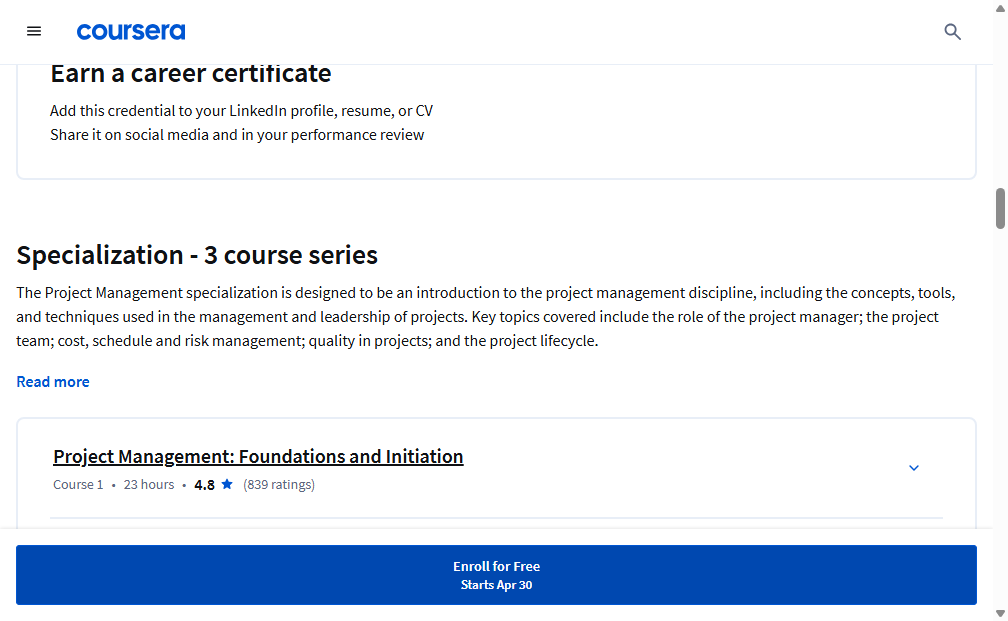 coursera
Earn a career certificate
Add this credential to your LinkedIn profile, resume, or CV
Share it on social media and in your performance review
Specialization - 3 course series
The Project Management specialization is designed to be an introduction to the project management discipline, including the concepts, tools,
and techniques used in the management and leadership of projects. Key topics covered include the role of the project manager; the project
team; cost, schedule and risk management; quality in projects; and the project lifecycle.
Read more
Project Management: Foundations and Initiation
Course 1 • 23 hours • 4.8 ★ (839 ratings)
Enroll for Free
Starts Apr 30